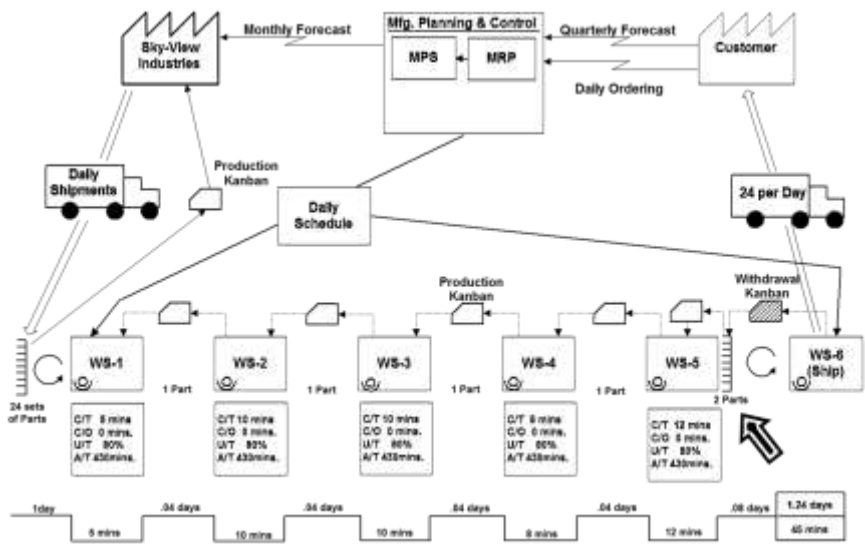 Mfg. Planning & Control
Monthly Forecast
Quarterly Forecast
Sky-View
Industries
MPS
MRP
Customer
Daily Ordering
Production
Kanban
Daily
Shipments
24 per Day
Daily
Schedule
Production
Kanban
Withdrawal
Kanban
WS-1
WS-2
WS-3
WS-4
WS-5
WS-6
(Ship)
1 Part
1 Part
1 Part
1 Part
2 Parts
24 sets
of Parts
C/T 5 mins
C/O 0 mins.
U/T 80%
A/T 430mins.
C/T 10 mins
C/O 0 mins.
U/T 80%
A/T 430mins.
C/T 10 mins
C/O 0 mins.
U/T 80%
A/T 430mins.
C/T 8 mins
C/O 0 mins.
U/T 80%
A/T 430mins.
C/T 12 mins
C/O 0 mins.
U/T 80%
A/T 430mins.
1day
.04 days
.04 days
.04 days
.04 days
.08 days
1.24 days
5 mins
10 mins
10 mins
8 mins
12 mins
45 mins